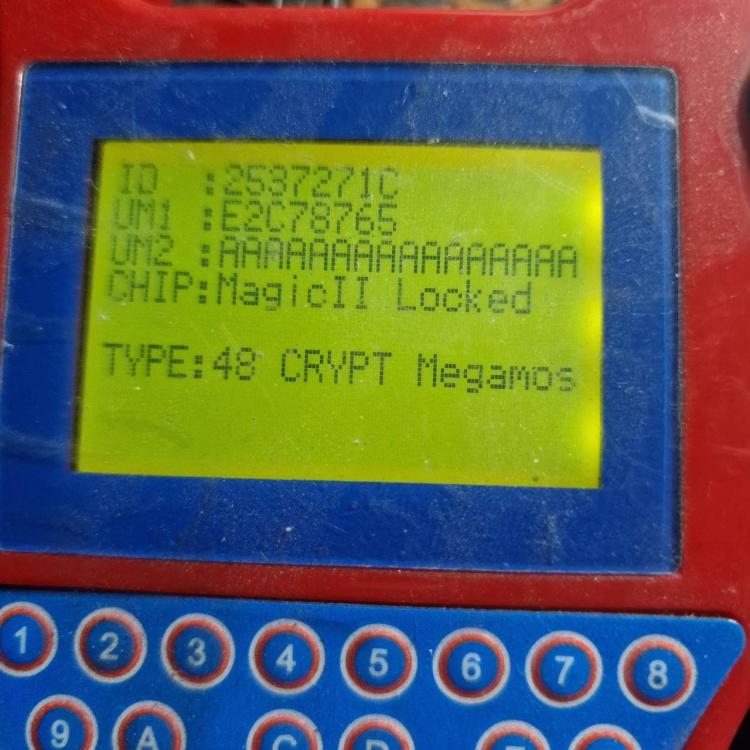 ID :2537271C
UM1 :E2C78765
UM2 :AAAAAAAAAAAAAAAA
CHIP:MagicII Locked
TYPE:48 CRYPT Megamos
1 2 3 4 5 6 7 8
9 A C D